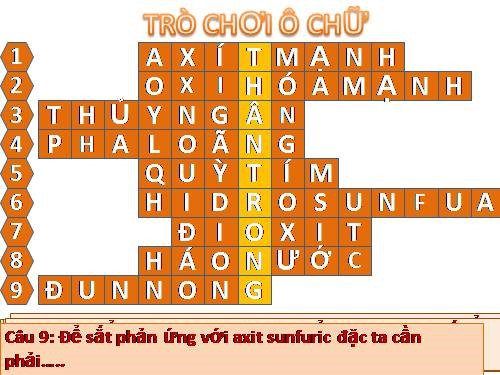 TRÒ CHƠI Ô CHỮ
1 A X Í T M Ạ N H
2 O X I H Ó A M Ạ N H
3 T H Ủ Y N G Â N
4 P H A L O Ã N G
5 Q U Ỳ T Í M
6 H I D R O S U N F U A
7 Đ I O X I T
8 H Á O N Ư Ớ C
9 Đ U N N O N G
Câu 9: Để sắt phản ứng với axit sunfuric đặc ta cần
phải.....